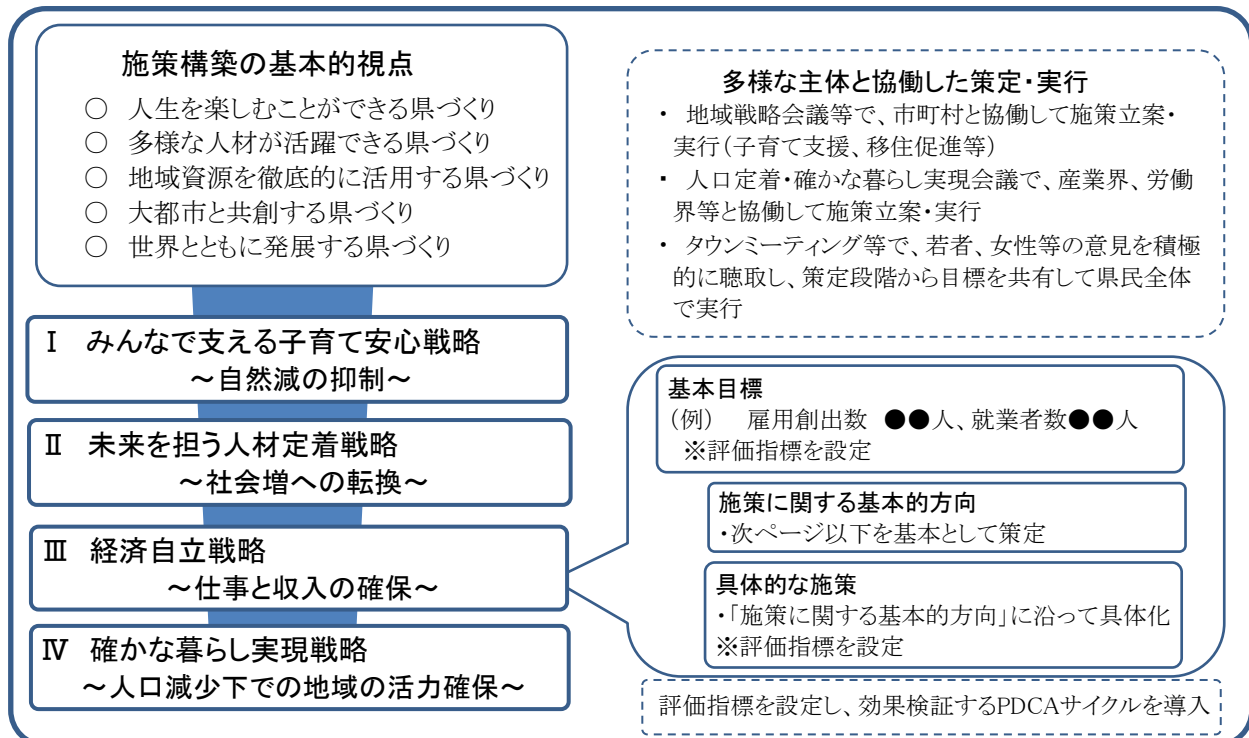 施策構築の基本的視点
○ 人生を楽しむことができる県づくり
○ 多様な人材が活躍できる県づくり
○ 地域資源を徹底的に活用する県づくり
○ 大都市と共創する県づくり
○ 世界とともに発展する県づくり
多様な主体と協働した策定・実行
・ 地域戦略会議等で、市町村と協働して施策立案・
実行(子育て支援、移住促進等)
・ 人口定着・確かな暮らし実現会議で、産業界、労働
界等と協働して施策立案・実行
・ タウンミーティング等で、若者、女性等の意見を積極
的に聴取し、策定段階から目標を共有して県民全体
で実行
Ⅰ みんなで支える子育て安心戦略
～自然減の抑制～
Ⅱ 未来を担う人材定着戦略
～社会増への転換～
Ⅲ 経済自立戦略
～仕事と収入の確保～
Ⅳ 確かな暮らし実現戦略
～人口減少下での地域の活力確保～
基本目標
(例) 雇用創出数 ●●人、就業者数●●人
※評価指標を設定
施策に関する基本的方向
・次ページ以下を基本として策定
具体的な施策
・「施策に関する基本的方向」に沿って具体化
※評価指標を設定
評価指標を設定し、効果検証するPDCAサイクルを導入